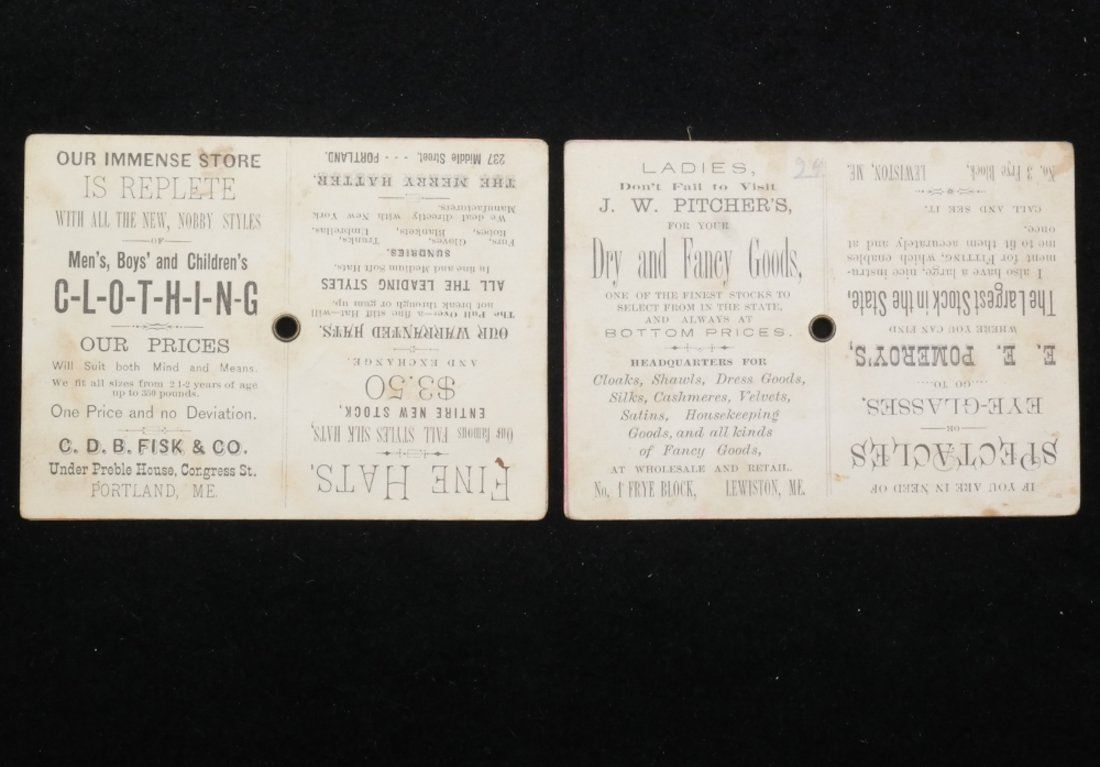 OUR IMMENSE STORE
IS REPLETE
WITH ALL THE NEW, NOBBY STYLES
OF
Men's, Boys' and Children's
C-L-O-T-H-I-N-G
OUR PRICES
Will Suit both Mind and Means.
We fit all sizes from 2 1-2 years of age
up to 350 pounds.
One Price and no Deviation.
C. D. B. FISK & CO.
Under Preble House, Congress St.
PORTLAND, ME.
FINE HATS,
Our famous FALL STYLES SILK HATS,
ENTIRE NEW STOCK,
$3.50
AND EXCHANGE.
OUR WARRANTED HATS.
The Pull Over—a fine stiff Hat—will
not break through or gum up.
ALL THE LEADING STYLES
In fine and Medium Soft Hats.
SUNDRIES.
Furs, Gloves, Trunks,
Robes, Blankets, Umbrellas,
We deal directly with New York
Manufacturers.
THE MERRY HATTER
237 Middle Street, - - - PORTLAND.
LADIES,
Don't Fail to Visit
J. W. PITCHER'S,
FOR YOUR
Dry and Fancy Goods,
ONE OF THE FINEST STOCKS TO
SELECT FROM IN THE STATE,
AND ALWAYS AT
BOTTOM PRICES.
HEADQUARTERS FOR
Cloaks, Shawls, Dress Goods,
Silks, Cashmeres, Velvets,
Satins, Housekeeping
Goods, and all kinds
of Fancy Goods,
AT WHOLESALE AND RETAIL.
No. 1 FRYE BLOCK, LEWISTON, ME.
IF YOU ARE IN NEED OF
SPECTACLES
OR
EYE-GLASSES,
....GO TO....
E. E. POMEROY'S,
WHERE YOU CAN FIND
The Largest Stock in the State,
I also have a large nice instru-
ment for FITTING, which enables
me to fit them accurately and at
once.
CALL AND SEE IT.
No. 3 Frye Block, LEWISTON, ME.